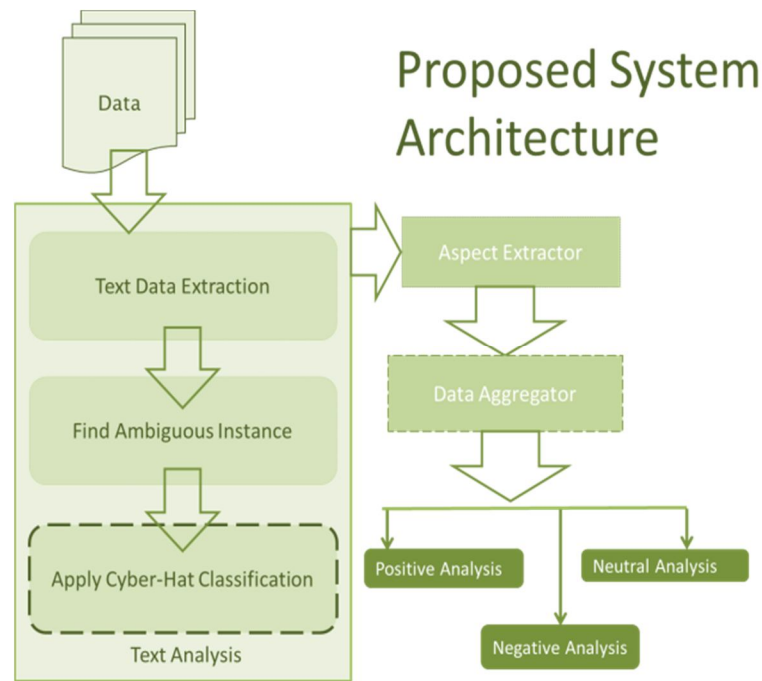 Proposed System
Architecture
Data
Text Data Extraction
Find Ambiguous Instance
Apply Cyber-Hat Classification
Text Analysis
Aspect Extractor
Data Aggregator
Positive Analysis
Neutral Analysis
Negative Analysis